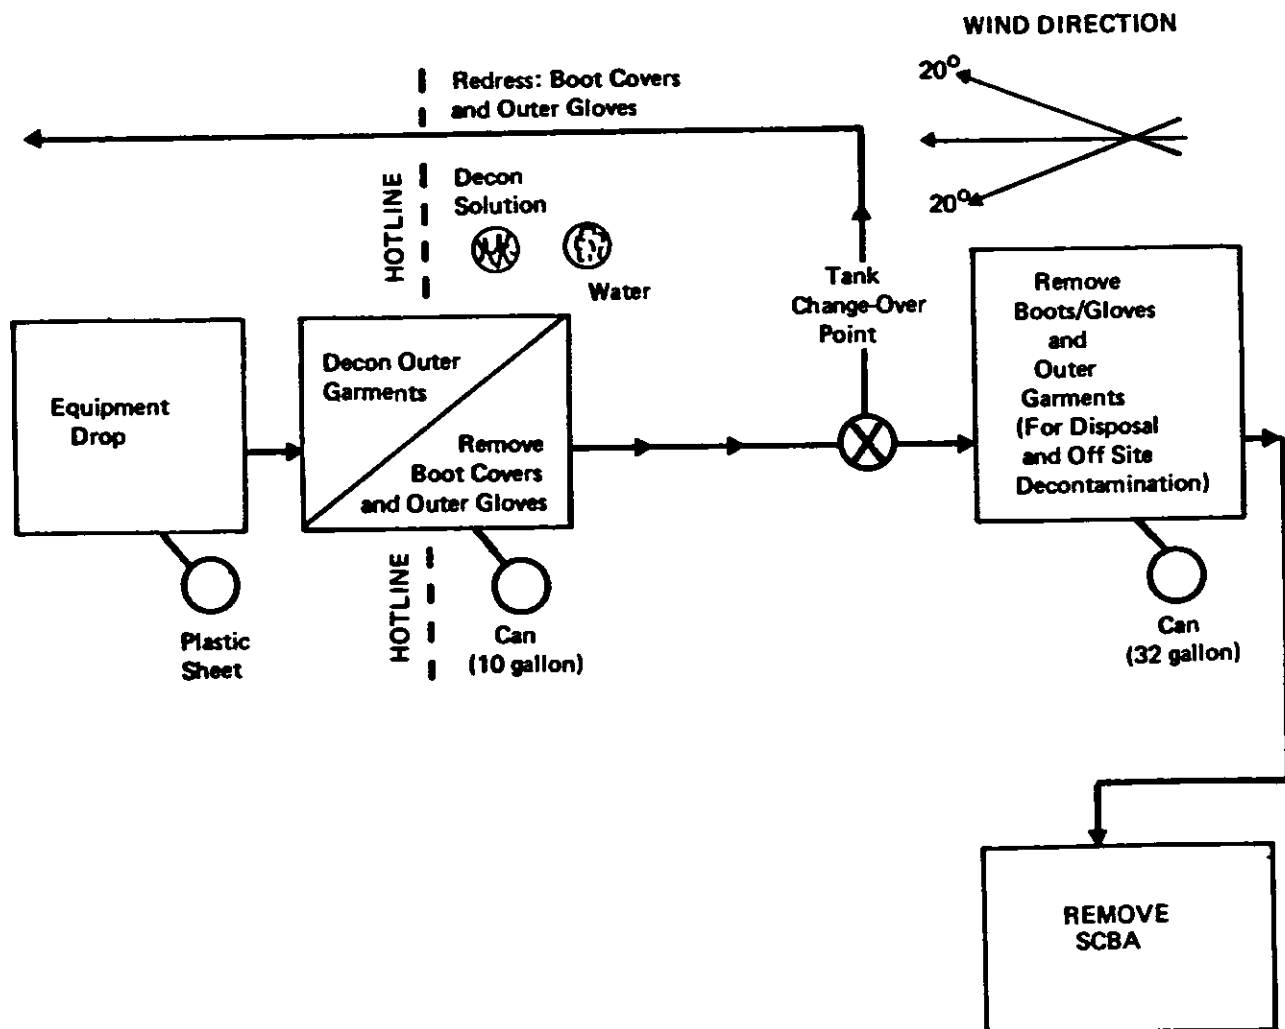 WIND DIRECTION
20°
20°
Redress: Boot Covers
and Outer Gloves
HOTLINE
Decon
Solution
Water
Tank
Change-Over
Point
Equipment
Drop
Decon Outer
Garments
Remove
Boot Covers
and Outer Gloves
Remove
Boots/Gloves
and
Outer
Garments
(For Disposal
and Off Site
Decontamination)
Plastic
Sheet
HOTLINE
Can
(10 gallon)
Can
(32 gallon)
REMOVE
SCBA